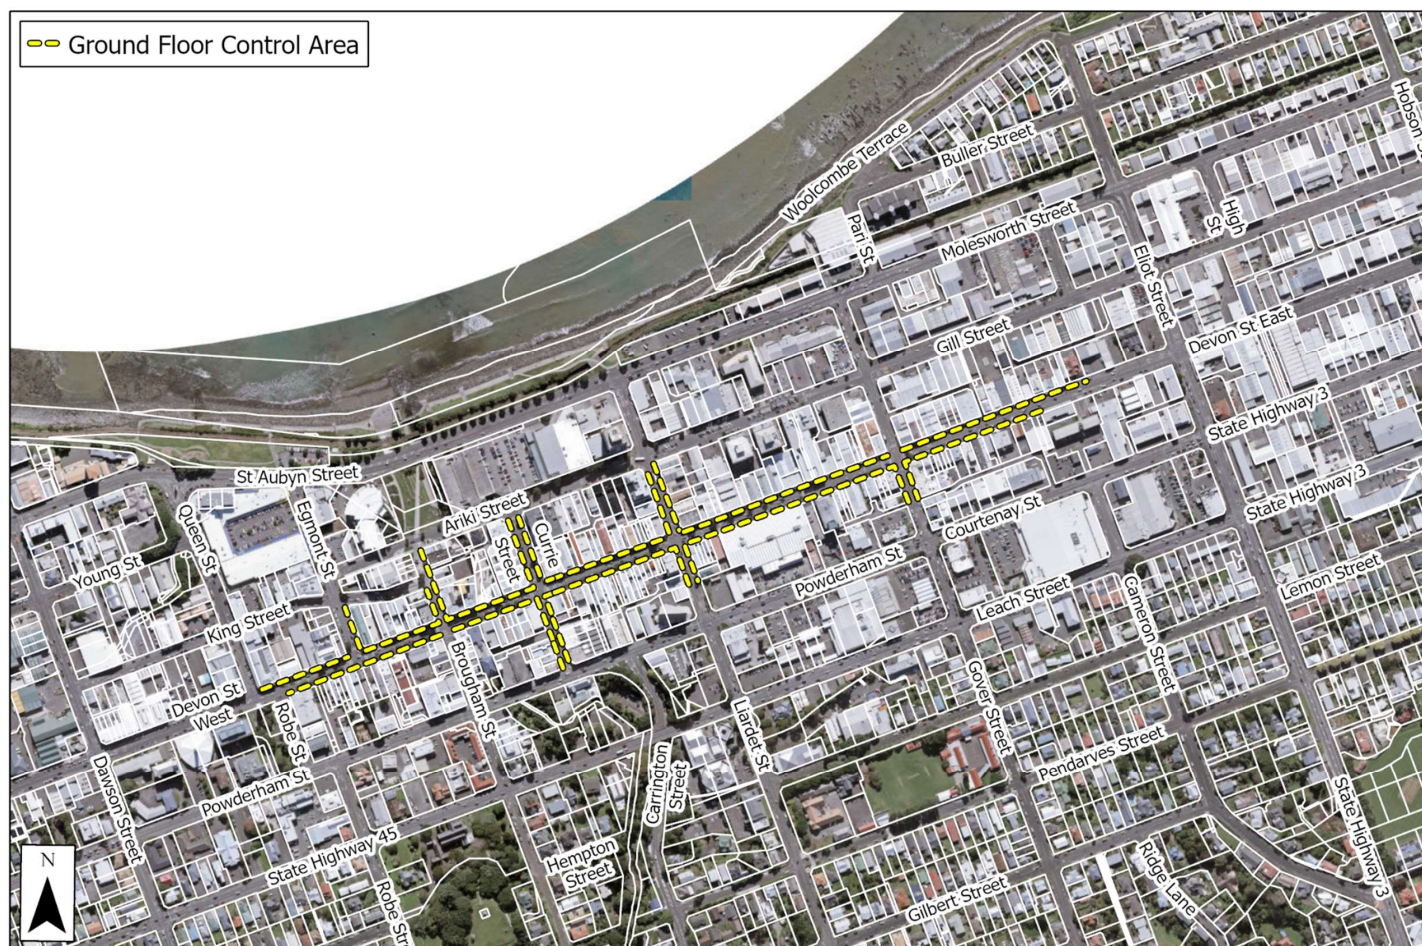 Ground Floor Control Area
Hobson S
Woolcombe Terrace
Buller Street
Pari St
Molesworth Street
High
St
Eliot Street
Gill Street
Devon St East
State Highway 3
St Aubyn Street
Queen St
Egmont St
Ariki Street
Currie
Street
Courtenay St
State Highway 3
Young St
King Street
Powderham St
Leach Street
Cameron Street
Lemon Street
Devon St
West
Robe St
Brougham St
Liardet St
Gover Street
Pendarves Street
Dawson Street
Powderham St
Carrington
Street
State Highway 3
State Highway 45
Hempton
Street
Robe Str
Gilbert Street
Ridge Lane
N